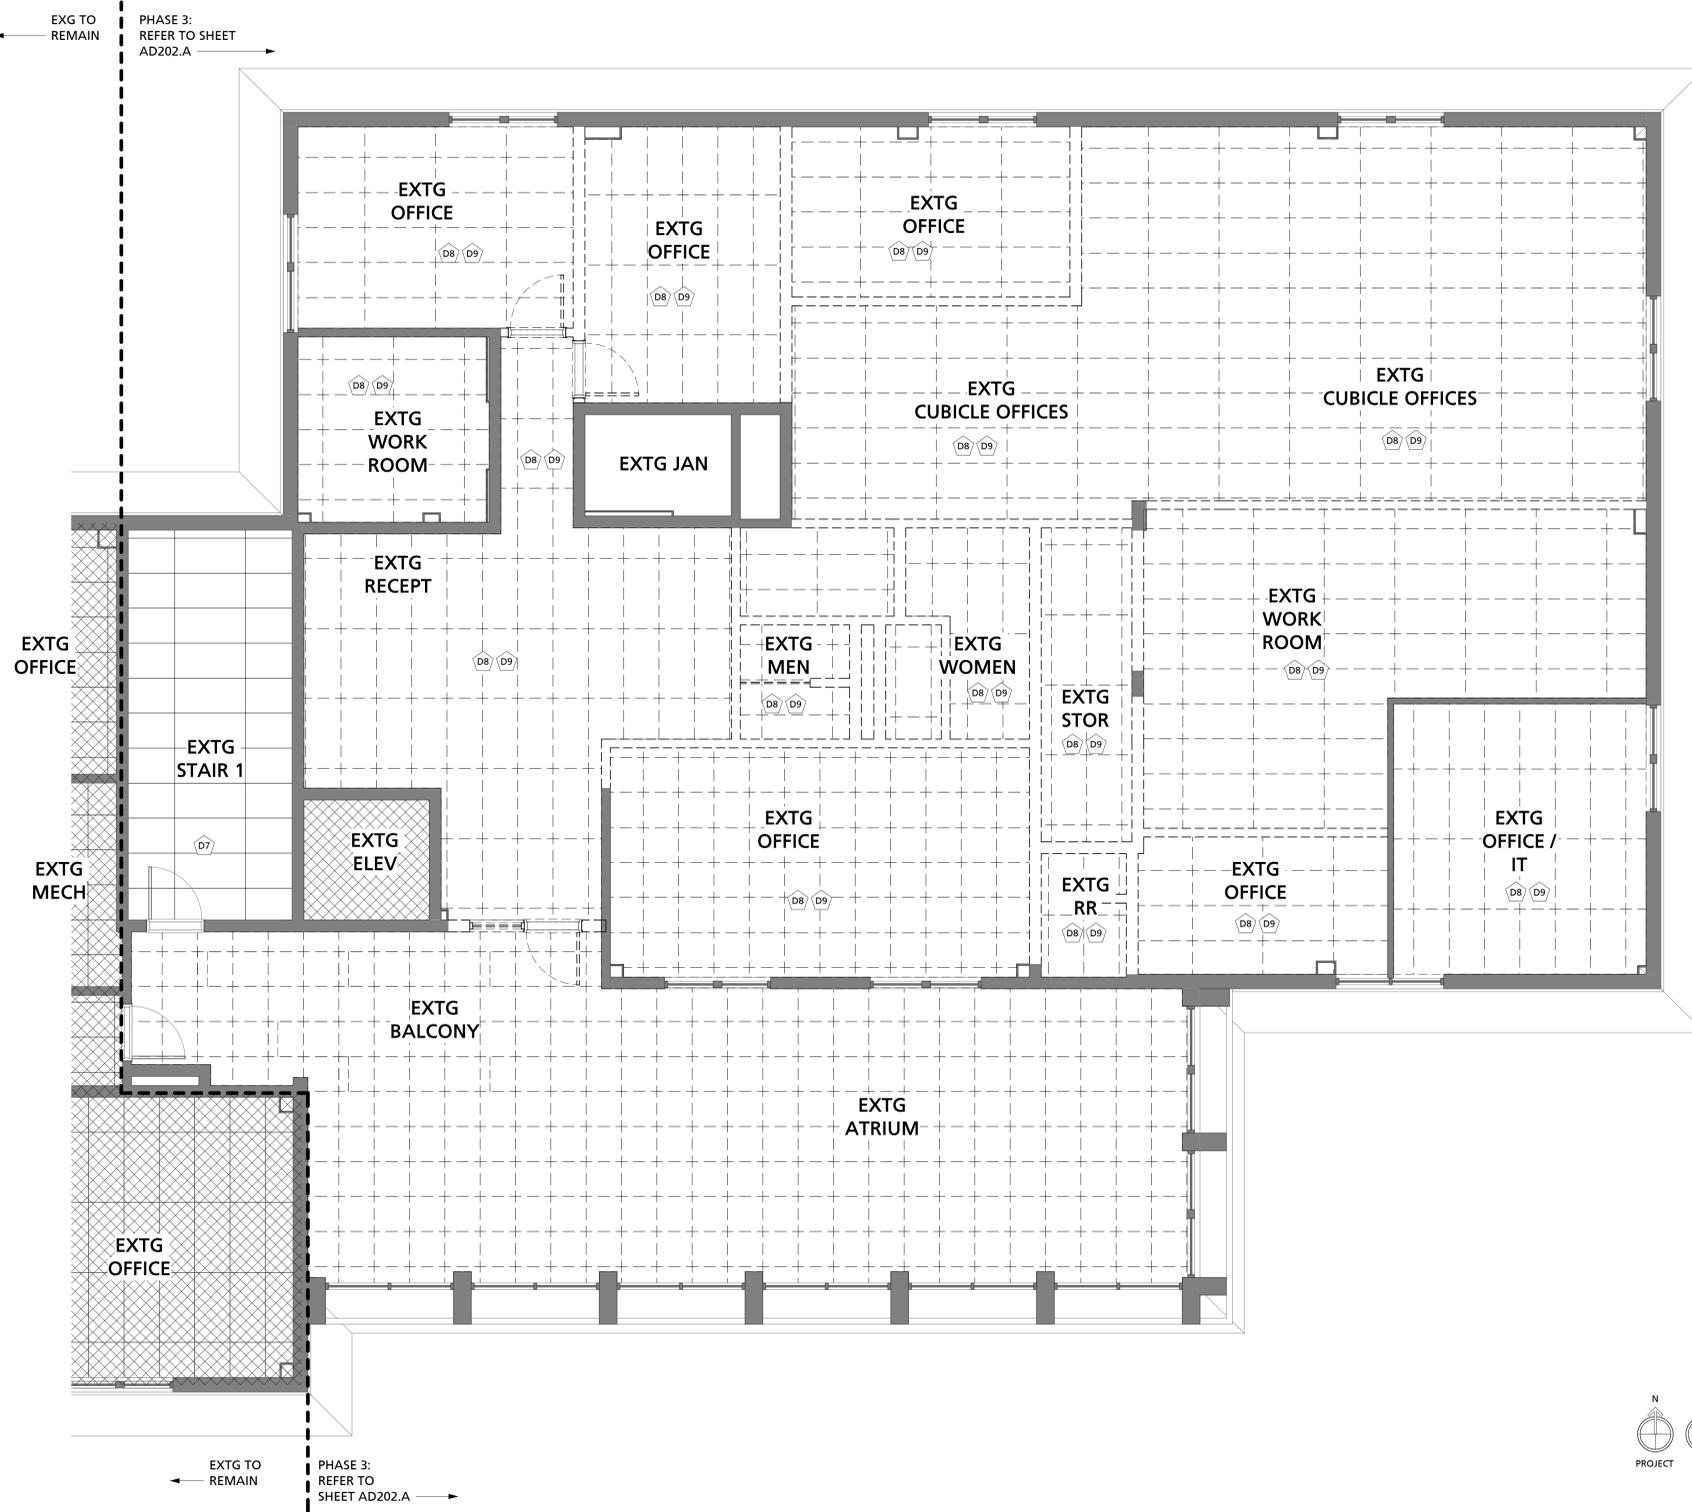 EXG TO
REMAIN
PHASE 3:
REFER TO SHEET
AD202.A
EXTG
OFFICE
D8 D9
EXTG
OFFICE
D8 D9
EXTG
OFFICE
D8 D9
EXTG
WORK
ROOM
D8 D9
D8 D9
EXTG JAN
EXTG
CUBICLE OFFICES
D8 D9
EXTG
CUBICLE OFFICES
D8 D9
EXTG
RECEPT
D8 D9
EXTG
OFFICE
EXTG
MEN
D8 D9
EXTG
WOMEN
D8 D9
EXTG
STOR
D8 D9
EXTG
WORK
ROOM
D8 D9
EXTG
STAIR 1
D7
EXTG
MECH
EXTG
ELEV
EXTG
OFFICE
D8 D9
EXTG
RR
D8 D9
EXTG
OFFICE
D8 D9
EXTG
OFFICE /
IT
D8 D9
EXTG
BALCONY
EXTG
ATRIUM
EXTG
OFFICE
N
PROJECT
EXTG TO
REMAIN
PHASE 3:
REFER TO
SHEET AD202.A